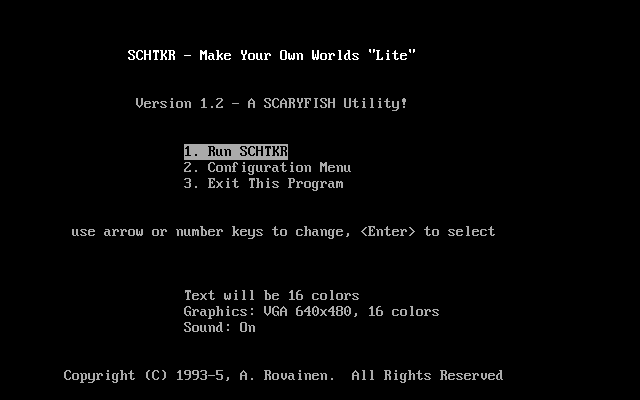 SCHTKR - Make Your Own Worlds "Lite"
Version 1.2 - A SCARYFISH Utility!
1. Run SCHTKR
2. Configuration Menu
3. Exit This Program
use arrow or number keys to change, <Enter> to select
Text will be 16 colors
Graphics: VGA 640x480, 16 colors
Sound: On
Copyright (C) 1993-5, A. Rovainen.  All Rights Reserved